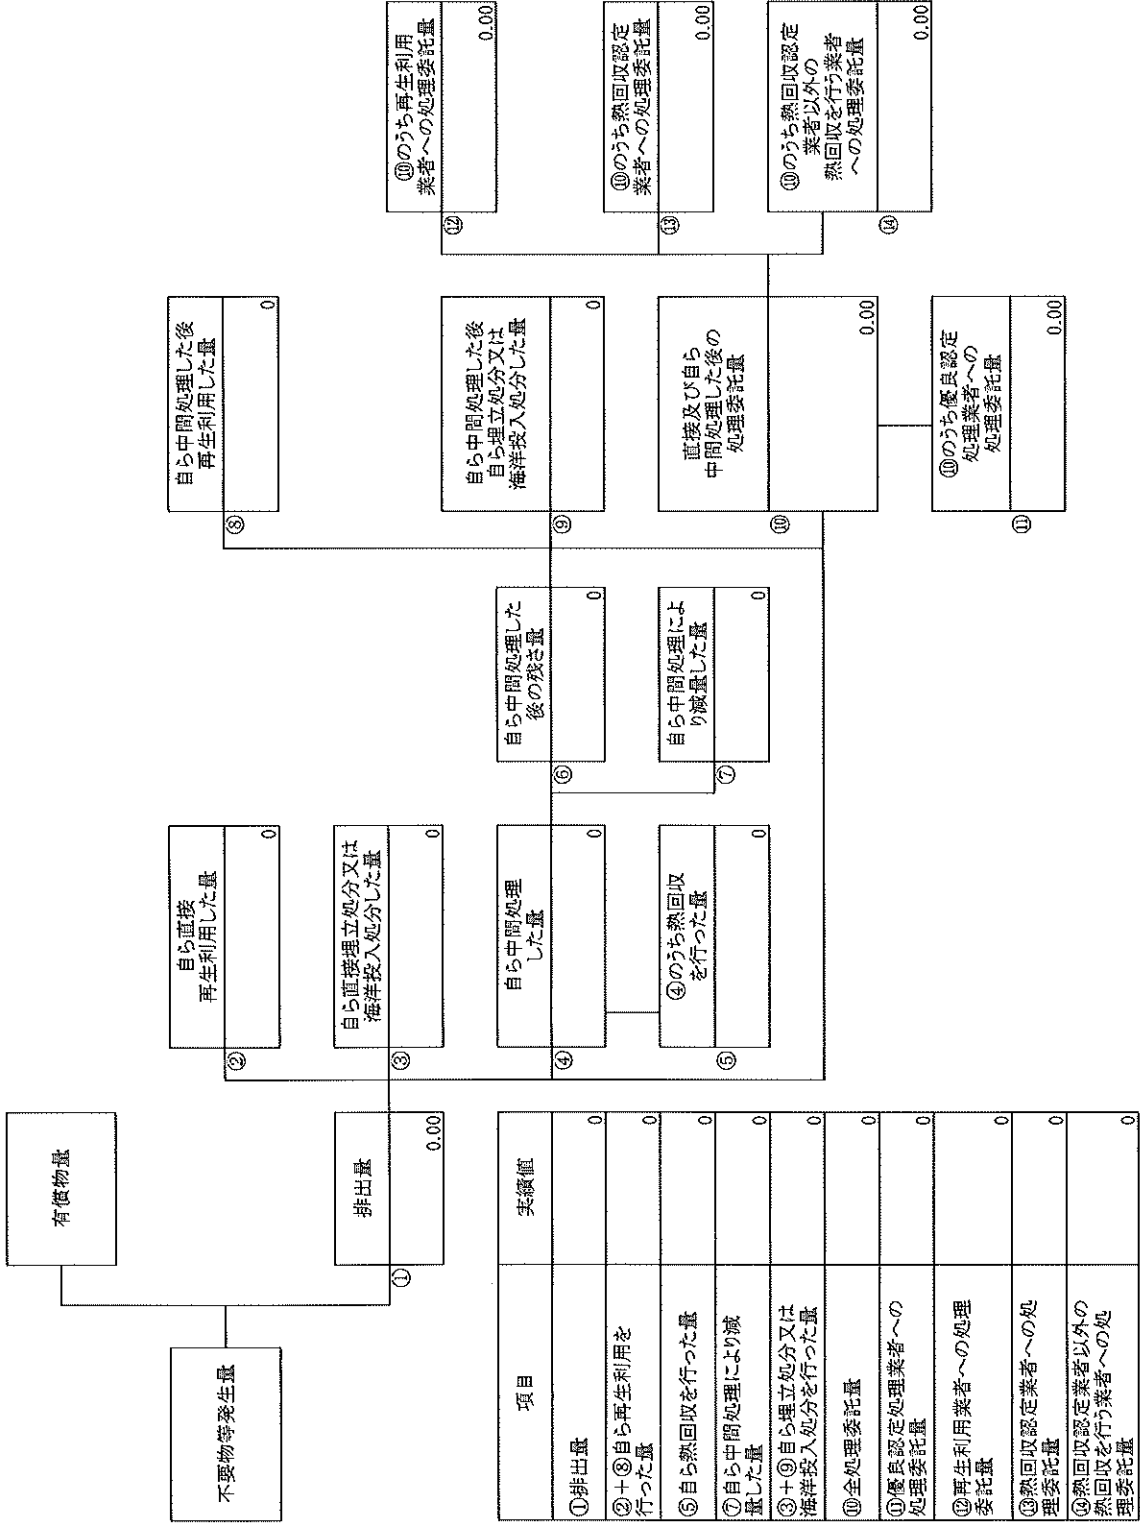 有償物量
不要物等発生量
排出量
①
0.00
自ら直接
再生利用した量
②
0
自ら直接埋立処分又は
海洋投入処分した量
③
0
自ら中間処理
した量
④
0
④のうち熱回収
を行った量
⑤
0
自ら中間処理した
後の残さ量
⑥
0
自ら中間処理によ
り減量した量
⑦
0
自ら中間処理した後
再生利用した量
⑧
0
自ら中間処理した後
自ら埋立処分又は
海洋投入処分した量
⑨
0
直接及び自ら
中間処理した後の
処理委託量
⑩
0.00
⑩のうち優良認定
処理業者への
処理委託量
⑪
0.00
⑩のうち再生利用
業者への処理委託量
⑫
0.00
⑩のうち熱回収認定
業者への処理委託量
⑬
0.00
⑩のうち熱回収認定
業者以外の
熱回収を行う業者
への処理委託量
⑭
0.00
項目 実績値
①排出量 0
②+⑧自ら再生利用を
行った量 0
⑤自ら熱回収を行った量 0
⑦自ら中間処理により減
量した量 0
③+⑨自ら埋立処分又は
海洋投入処分を行った量 0
⑩全処理委託量 0
⑪優良認定処理業者への
処理委託量 0
⑫再生利用業者への処理
委託量 0
⑬熱回収認定業者への処
理委託量 0
⑭熱回収認定業者以外の
熱回収を行う業者への処
理委託量 0